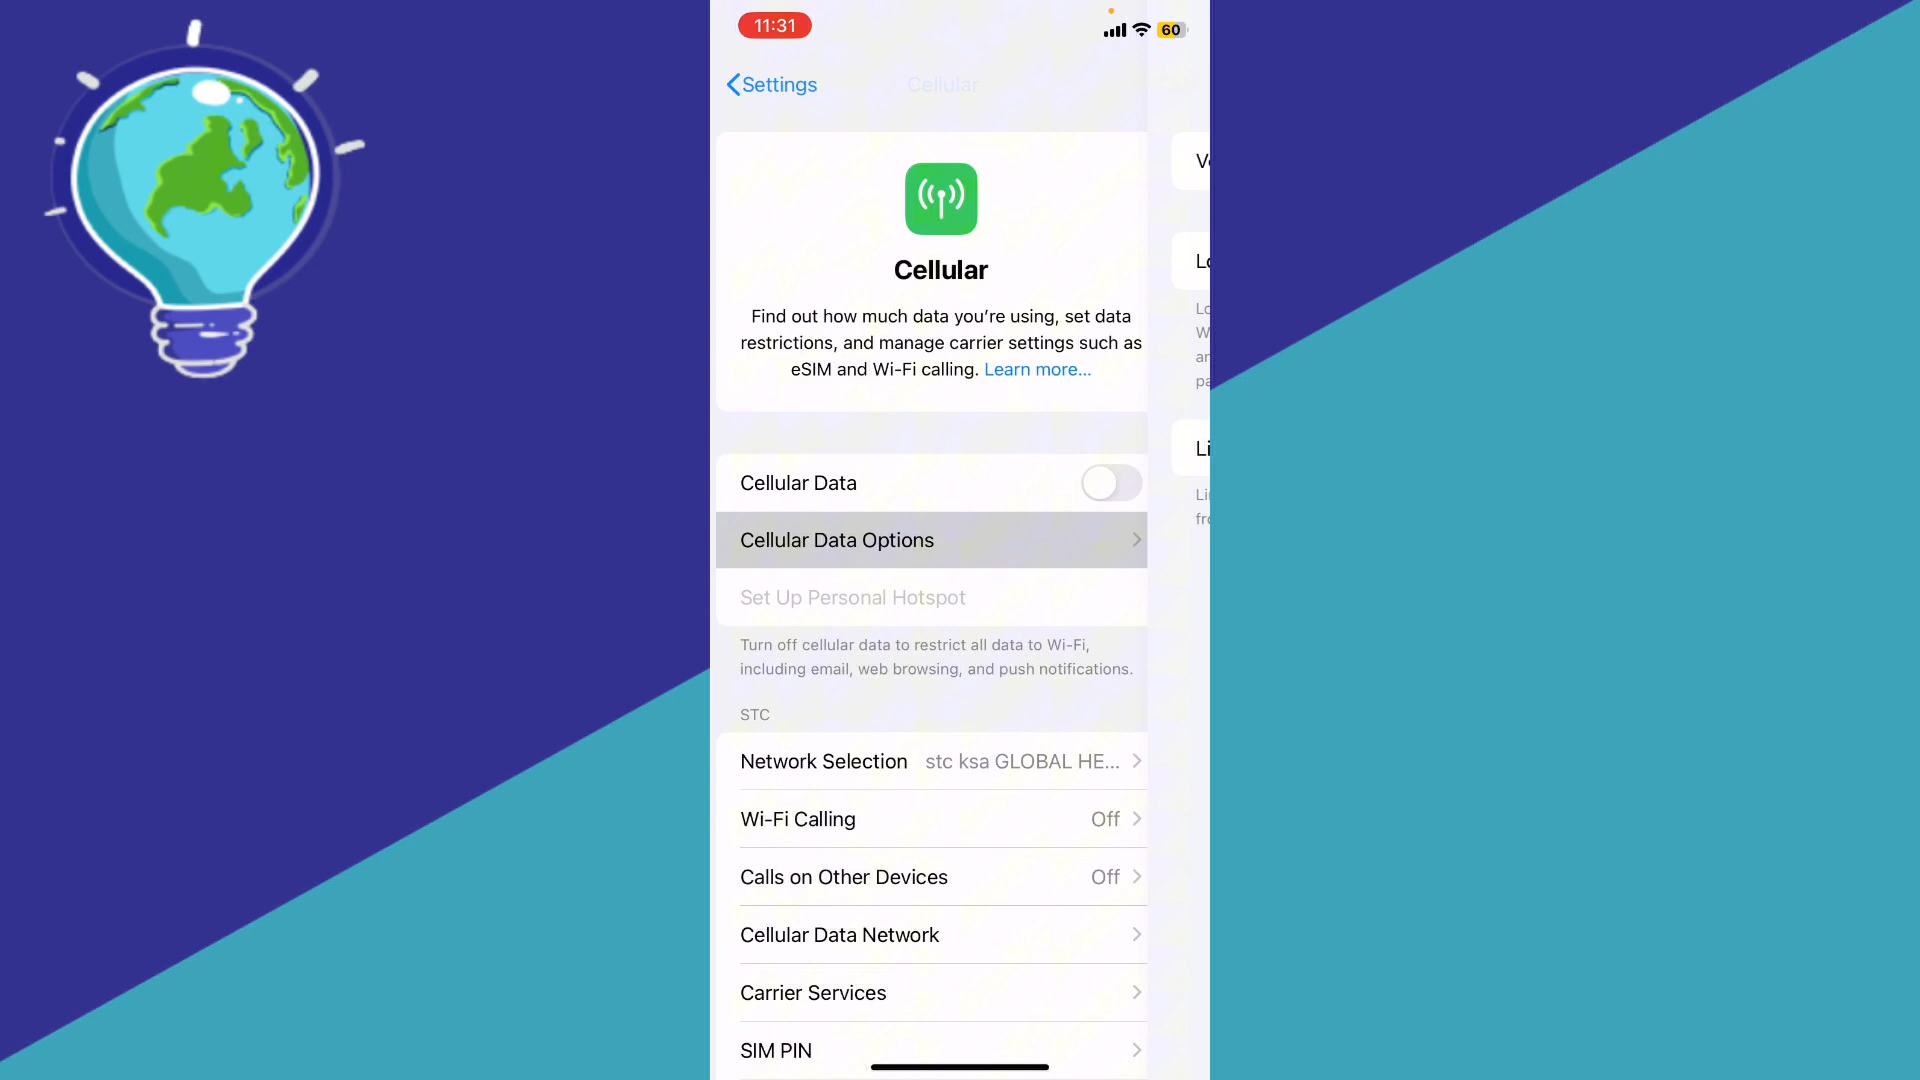 11:31
60
Settings
Cellular
Cellular
Find out how much data you're using, set data
restrictions, and manage carrier settings such as
eSIM and Wi-Fi calling. Learn more...
Cellular Data
Cellular Data Options
Set Up Personal Hotspot
Turn off cellular data to restrict all data to Wi-Fi,
including email, web browsing, and push notifications.
STC
Network Selection stc ksa GLOBAL HE...
Wi-Fi Calling Off
Calls on Other Devices Off
Cellular Data Network
Carrier Services
SIM PIN